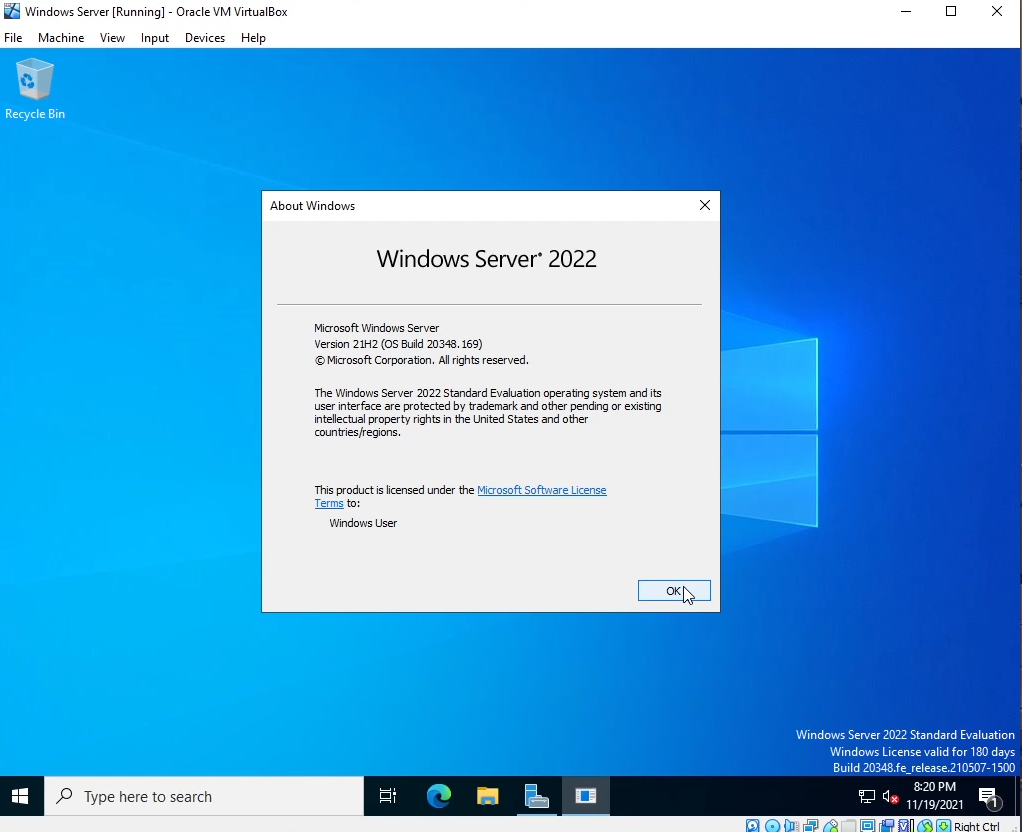 Windows Server [Running] - Oracle VM VirtualBox
File Machine View Input Devices Help
Recycle Bin
About Windows
Windows Server® 2022
Microsoft Windows Server
Version 21H2 (OS Build 20348.169)
© Microsoft Corporation. All rights reserved.
The Windows Server 2022 Standard Evaluation operating system and its
user interface are protected by trademark and other pending or existing
intellectual property rights in the United States and other
countries/regions.
This product is licensed under the Microsoft Software License
Terms to:
Windows User
OK
Windows Server 2022 Standard Evaluation
Windows License valid for 180 days
Build 20348.fe_release.210507-1500
Type here to search
8:20 PM
11/19/2021
1
Right Ctrl